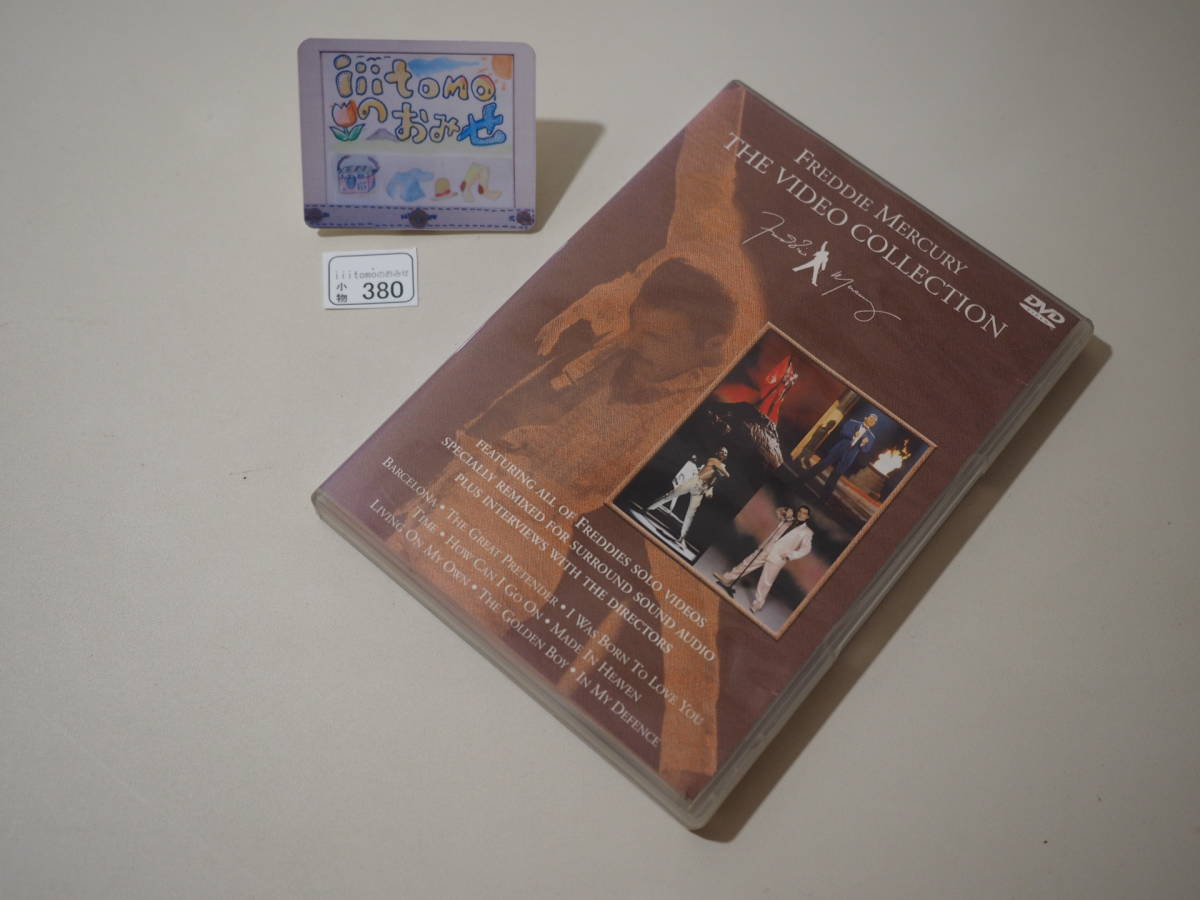 iiitomo
のおみせ
iiitomoのおみせ
小物 380
FREDDIE MERCURY
THE VIDEO COLLECTION
DVD
FEATURING ALL OF FREDDIES SOLO VIDEOS
SPECIALLY REMIXED FOR SURROUND SOUND AUDIO
PLUS INTERVIEWS WITH THE DIRECTORS
BARCELONA • THE GREAT PRETENDER • I WAS BORN TO LOVE YOU
TIME • HOW CAN I GO ON • MADE IN HEAVEN
LIVING ON MY OWN • THE GOLDEN BOY • IN MY DEFENCE